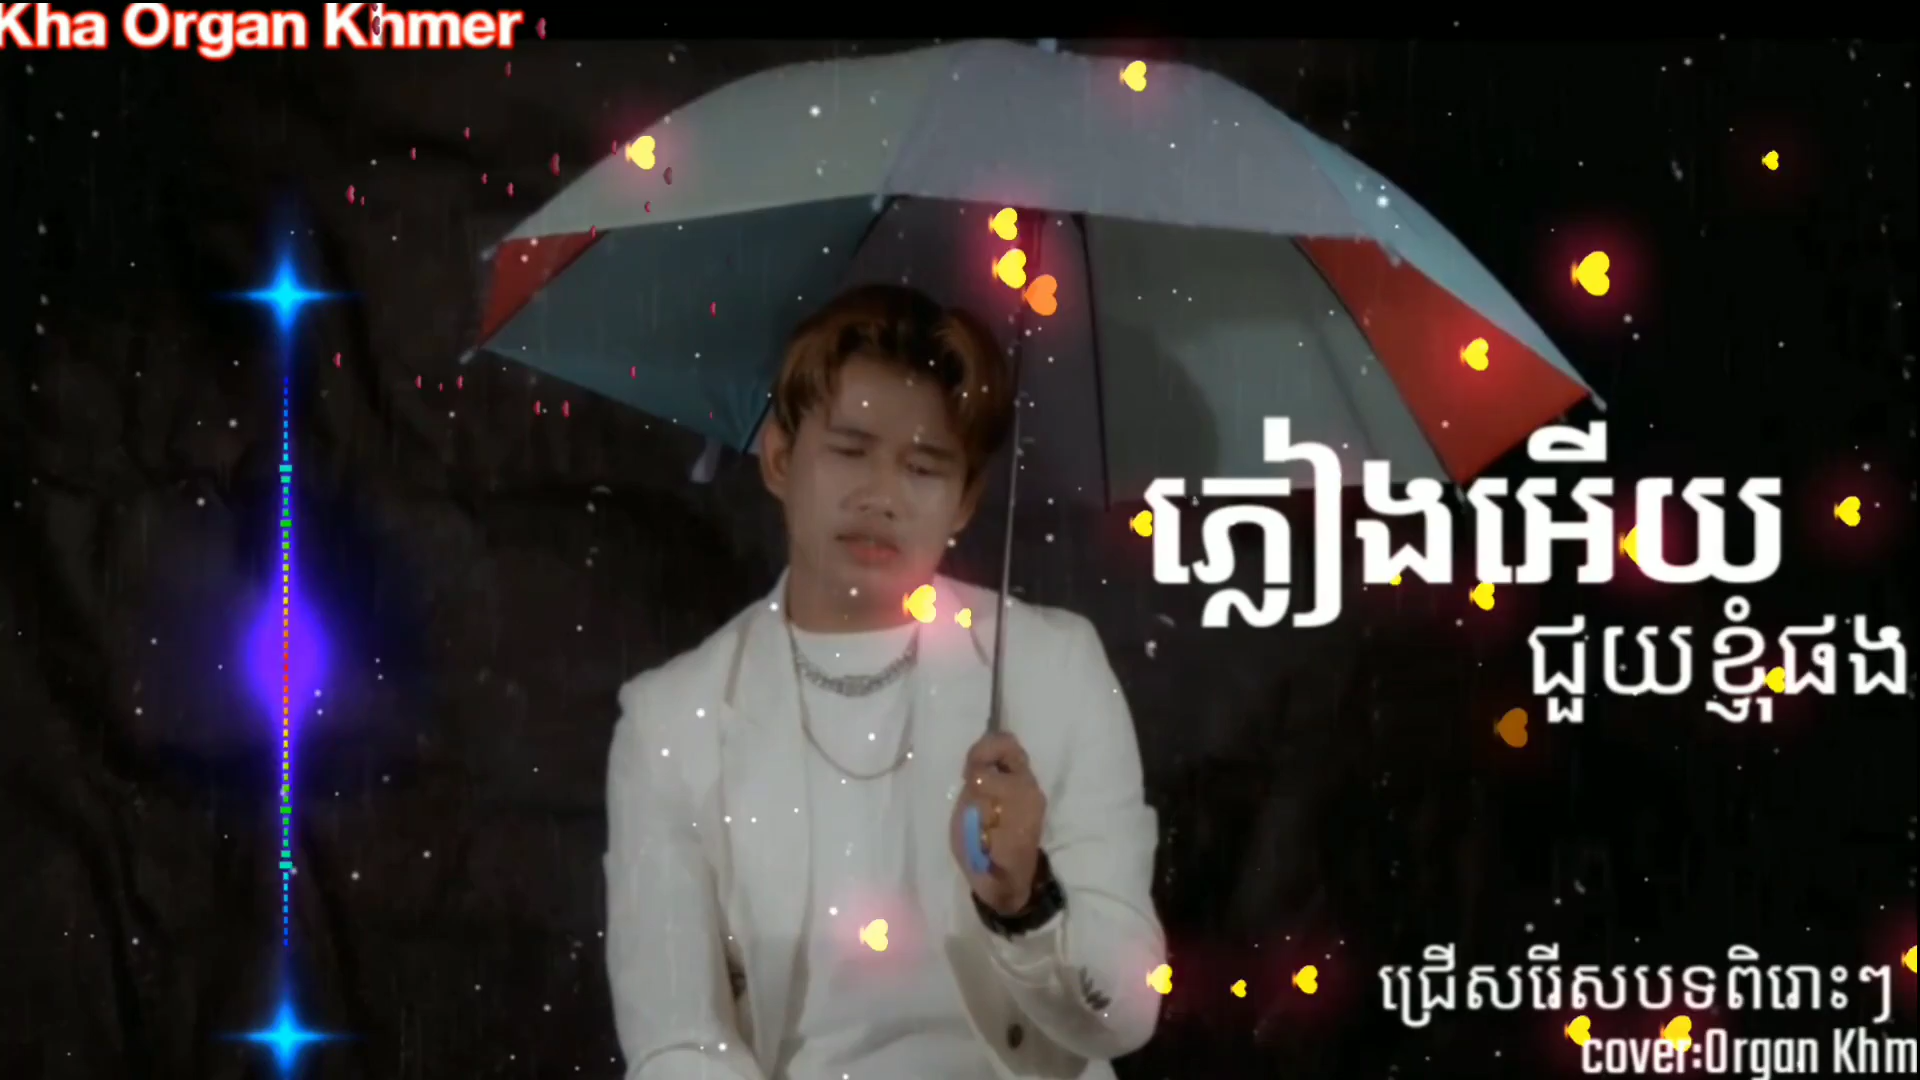 Kha Organ Khmer
ភ្លៀងអើយ
ជួយខ្ញុំផង
ជ្រើសរើសបទពិរោះៗ
cover:Organ Khm